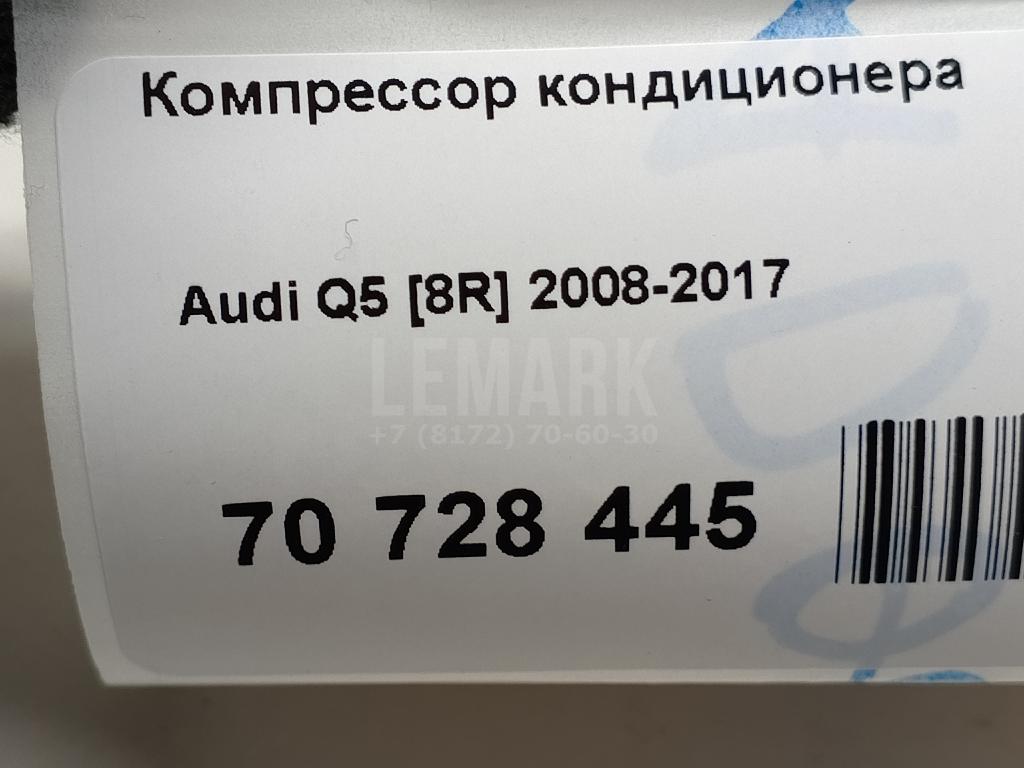 Компрессор кондиционера
Audi Q5 [8R] 2008-2017
LEMARK
+7 (8172) 70-60-30
70 728 445